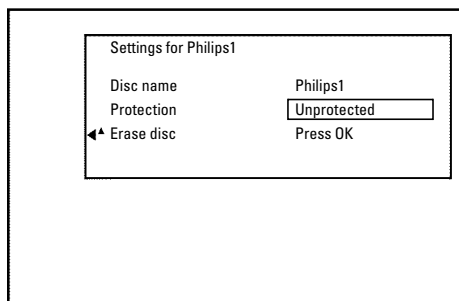 Settings for Philips1
Disc name Philips1
Protection Unprotected
Erase disc Press OK